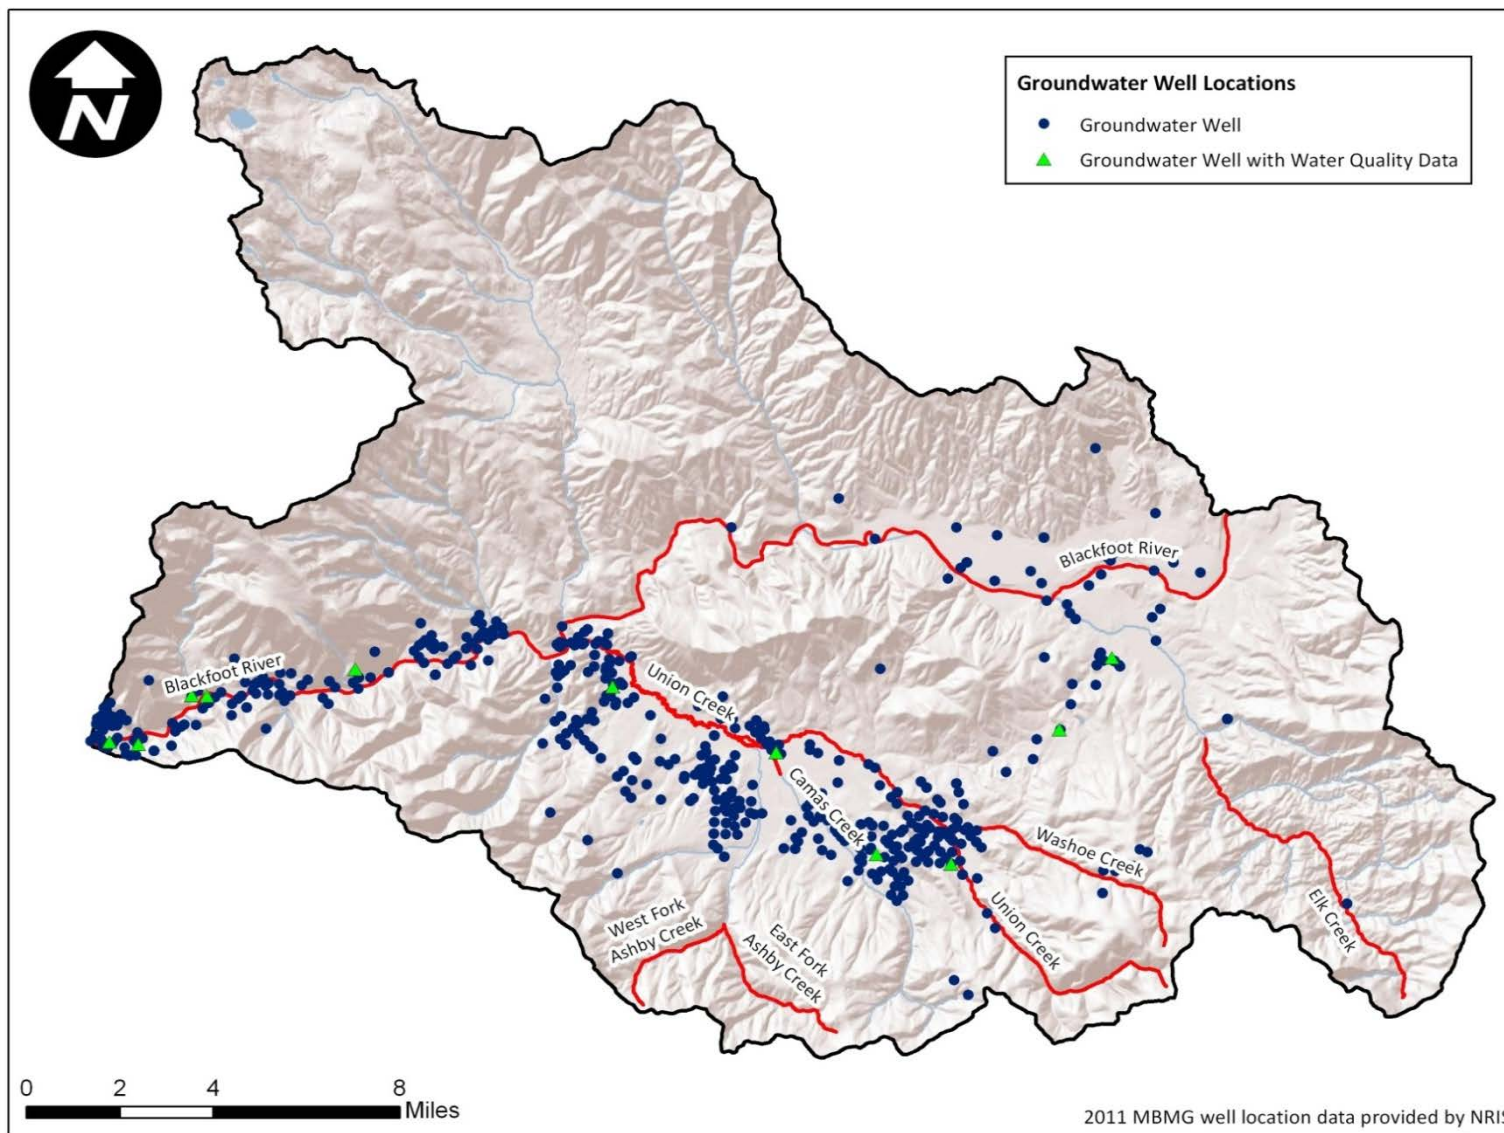 N
Groundwater Well Locations
Groundwater Well
Groundwater Well with Water Quality Data
Blackfoot River
Blackfoot River
Union Creek
Camas Creek
Washoe Creek
Union Creek
Elk Creek
West Fork
Ashby Creek
East Fork
Ashby Creek
0 2 4 8
Miles
2011 MBMG well location data provided by NRIS